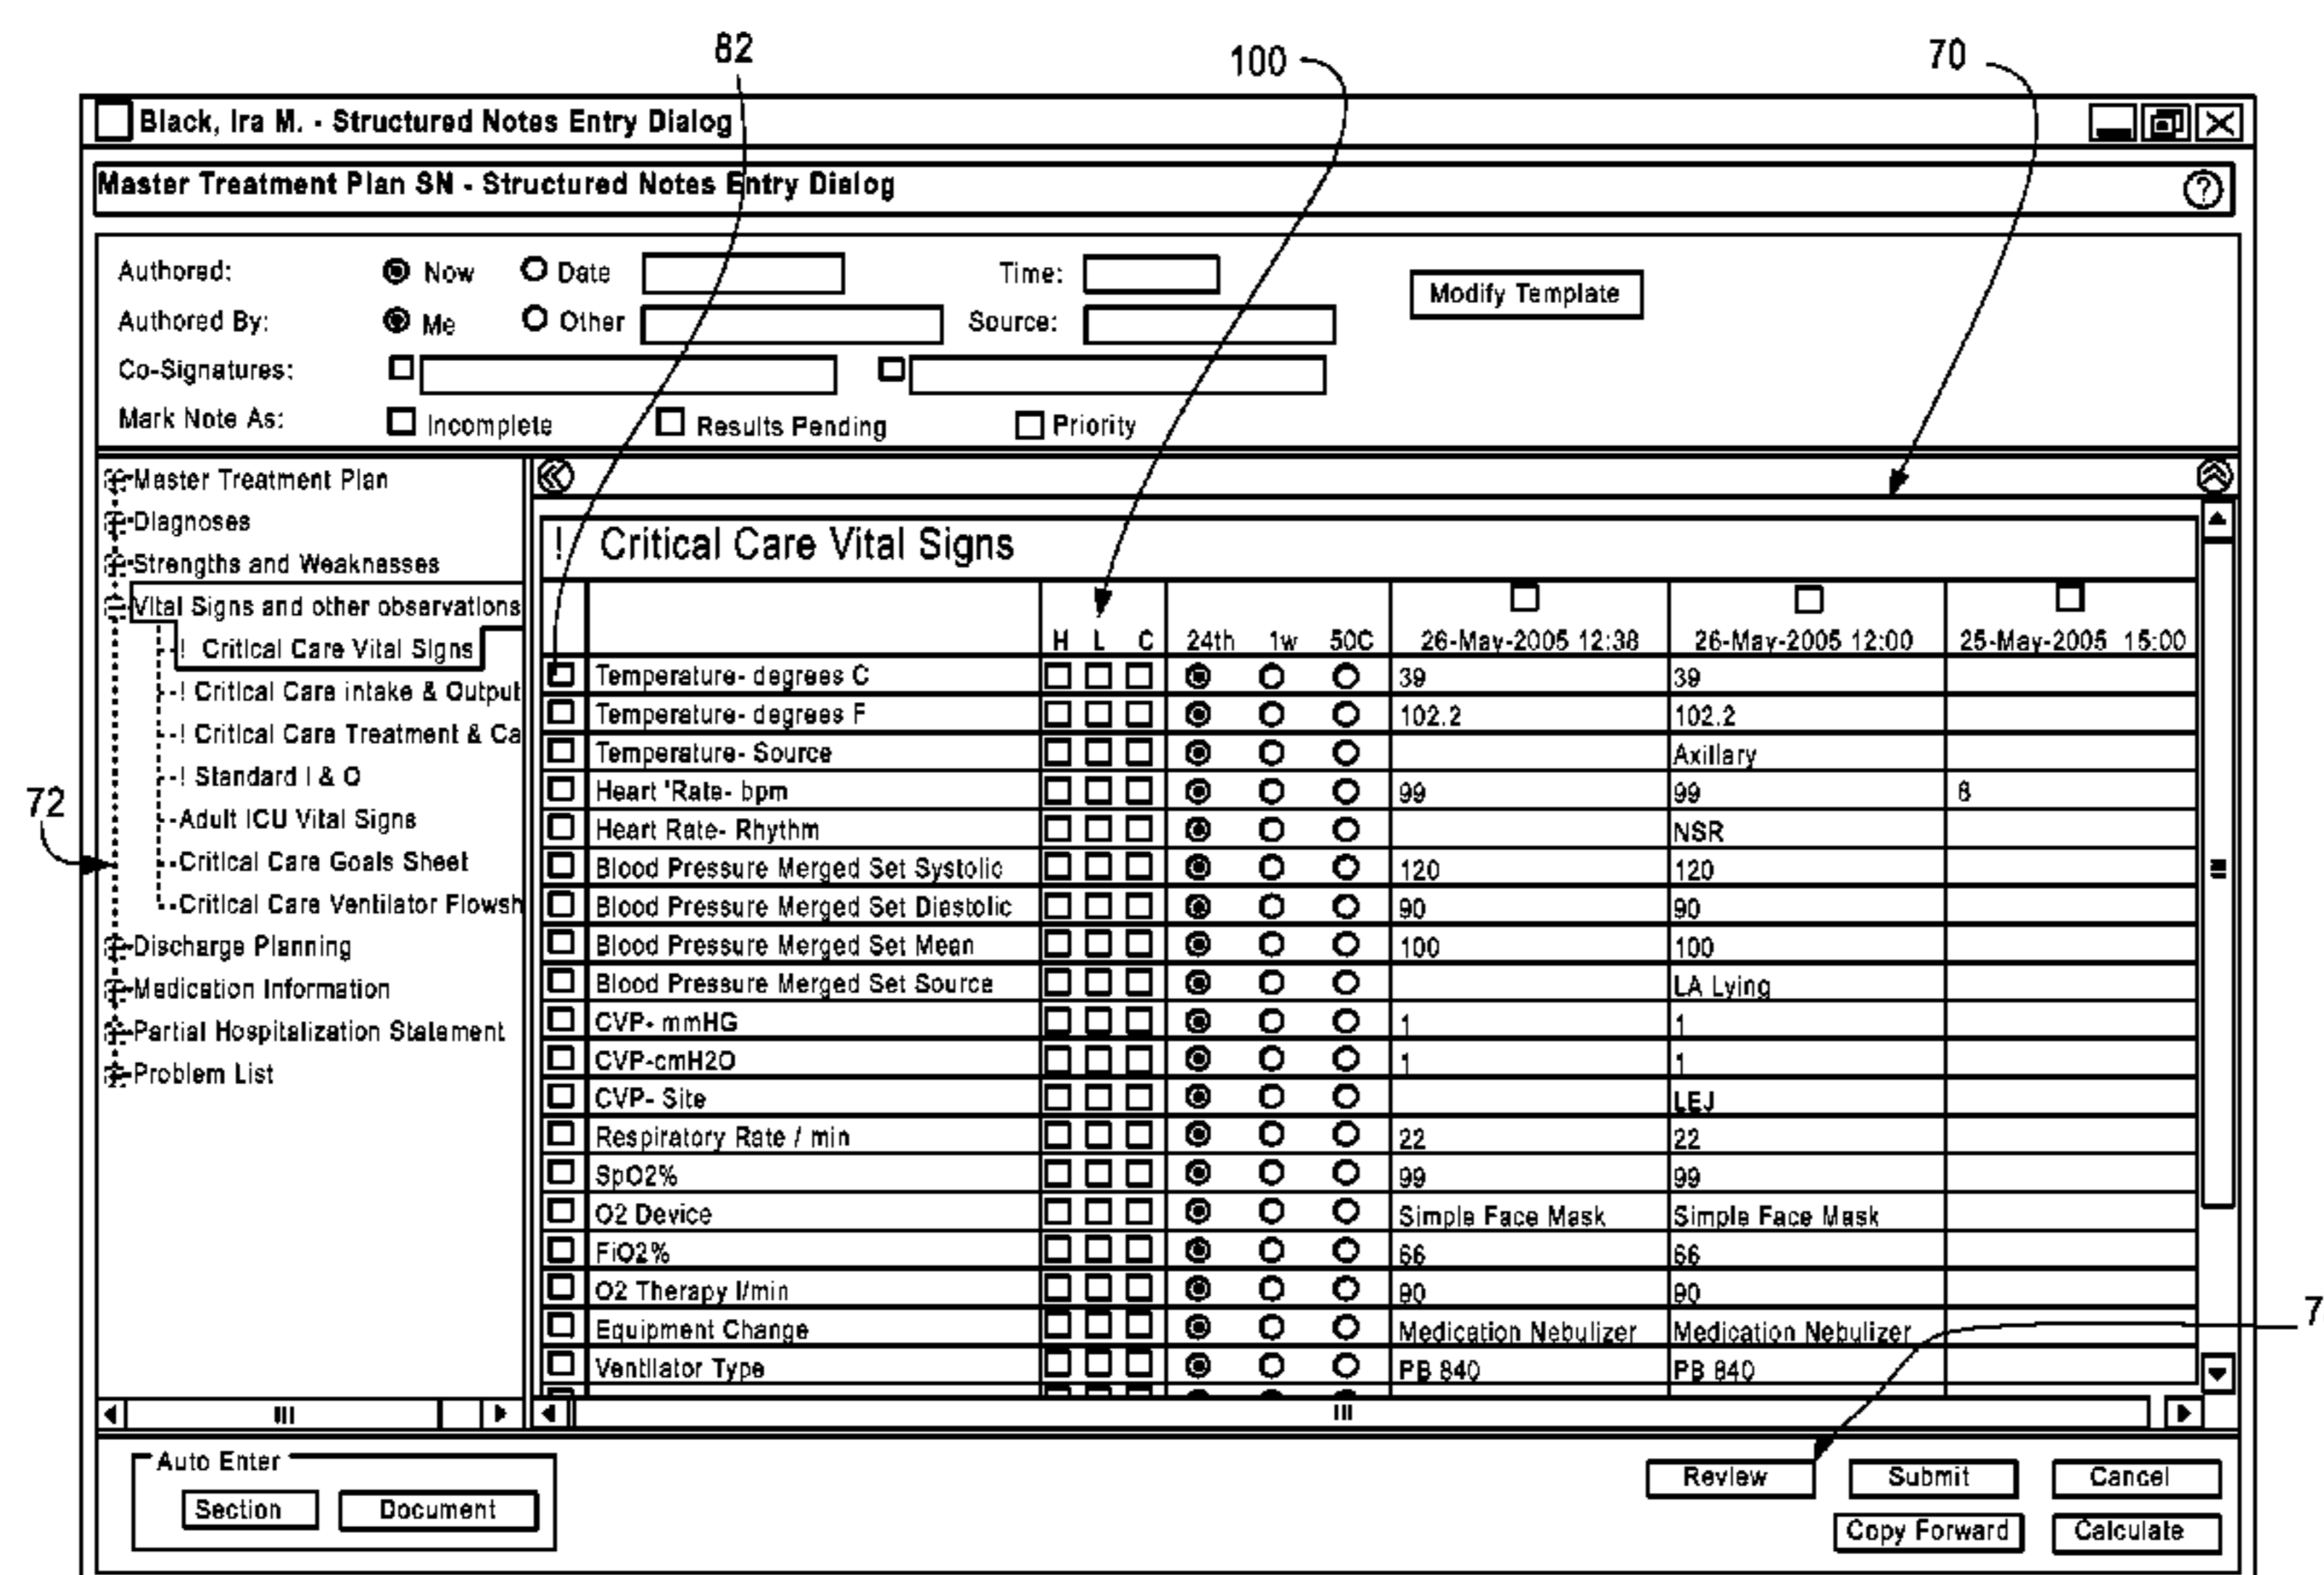 82 100 70
Black, Ira M. - Structured Notes Entry Dialog
Master Treatment Plan SN - Structured Notes Entry Dialog ?
Authored: Now Date Time: Modify Template
Authored By: Me Other Source:
Co-Signatures:
Mark Note As: Incomplete Results Pending Priority
Master Treatment Plan
Diagnoses
Strengths and Weaknesses
Vital Signs and other observations
! Critical Care Vital Signs
! Critical Care intake & Output
! Critical Care Treatment & Ca
! Standard I & O
Adult ICU Vital Signs
Critical Care Goals Sheet
Critical Care Ventilator Flowsh
Discharge Planning
Medication Information
Partial Hospitalization Statement
Problem List
72
! Critical Care Vital Signs
H L C 24th 1w 50C 26-May-2005 12:38 26-May-2005 12:00 25-May-2005 15:00
Temperature- degrees C 39 39
Temperature- degrees F 102.2 102.2
Temperature- Source Axillary
Heart 'Rate- bpm 99 99 6
Heart Rate- Rhythm NSR
Blood Pressure Merged Set Systolic 120 120
Blood Pressure Merged Set Diastolic 90 90
Blood Pressure Merged Set Mean 100 100
Blood Pressure Merged Set Source LA Lying
CVP- mmHG 1 1
CVP-cmH2O 1 1
CVP- Site LEJ
Respiratory Rate / min 22 22
SpO2% 99 99
O2 Device Simple Face Mask Simple Face Mask
FiO2% 66 66
O2 Therapy l/min 90 90
Equipment Change Medication Nebulizer Medication Nebulizer
Ventilator Type PB 840 PB 840
7
Auto Enter
Section Document
Review Submit Cancel
Copy Forward Calculate